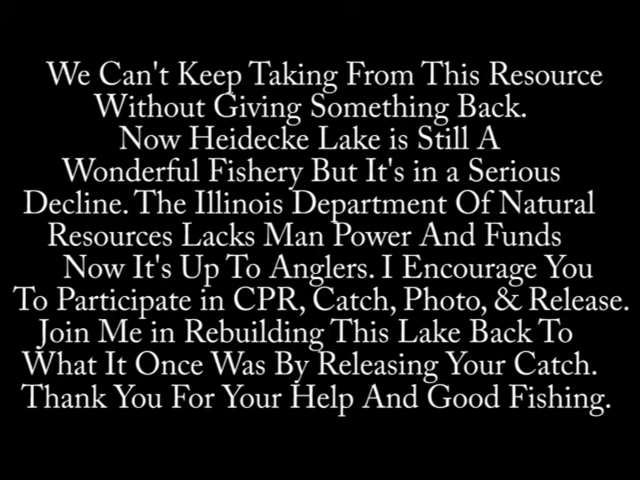 We Can't Keep Taking From This Resource
Without Giving Something Back.
Now Heidecke Lake is Still A
Wonderful Fishery But It's in a Serious
Decline. The Illinois Department Of Natural
Resources Lacks Man Power And Funds
Now It's Up To Anglers. I Encourage You
To Participate in CPR, Catch, Photo, & Release.
Join Me in Rebuilding This Lake Back To
What It Once Was By Releasing Your Catch.
Thank You For Your Help And Good Fishing.